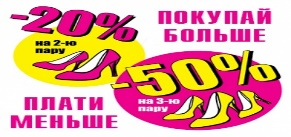 -20%
на 2-ю
пару
ПОКУПАЙ
БОЛЬШЕ
-50%
на 3-ю
пару
ПЛАТИ
МЕНЬШЕ